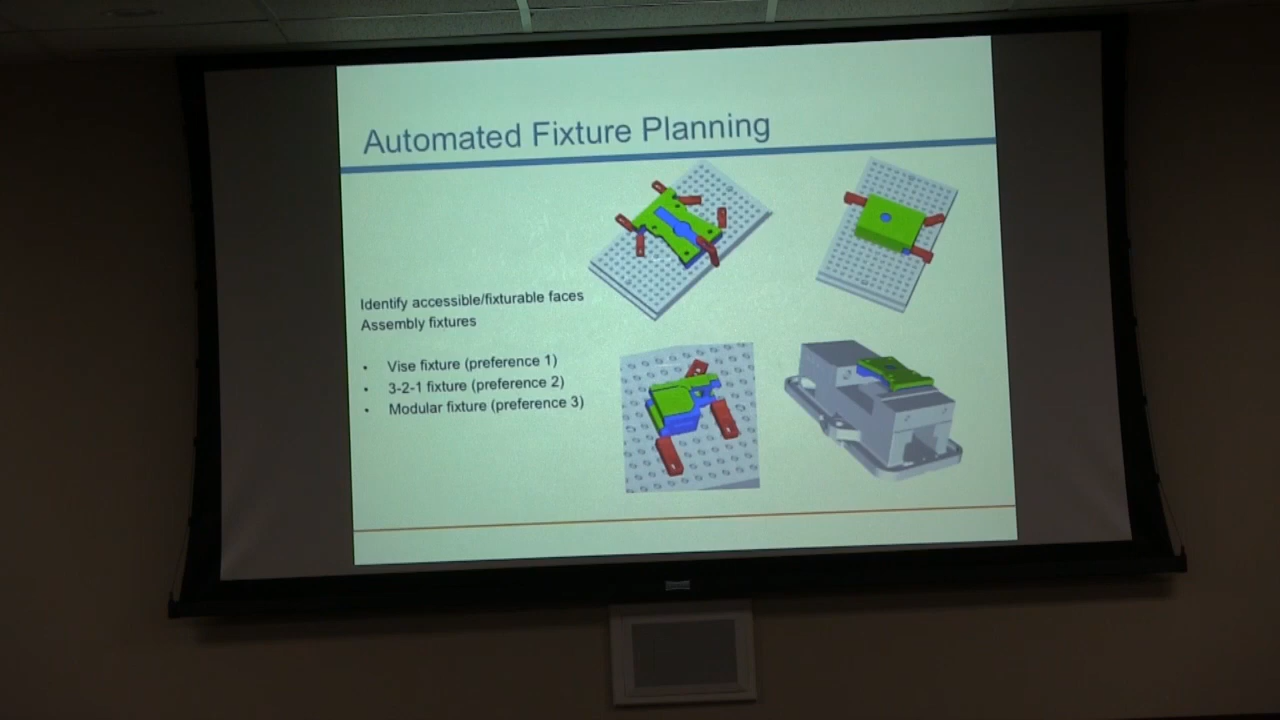 Automated Fixture Planning
Identify accessible/fixturable faces
Assembly fixtures
• Vise fixture (preference 1)
• 3-2-1 fixture (preference 2)
• Modular fixture (preference 3)